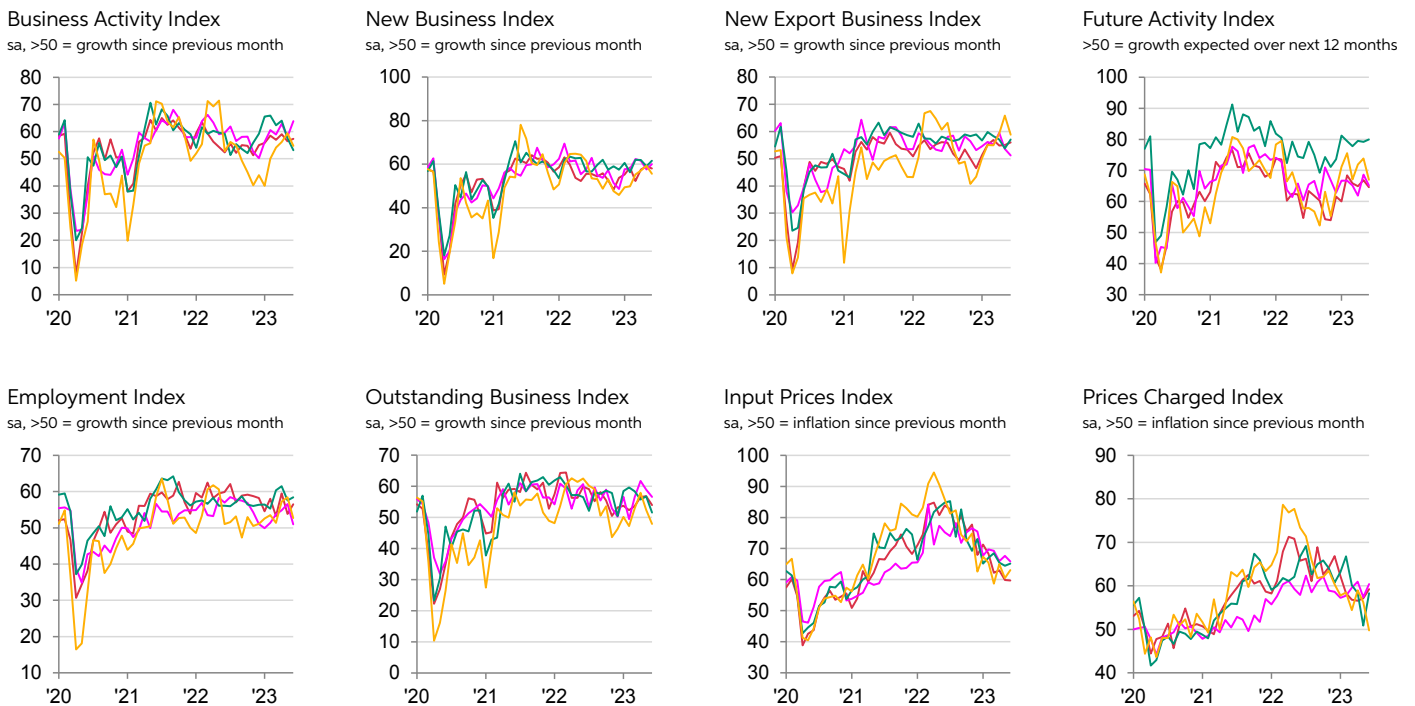 Business Activity Index
sa, >50 = growth since previous month
80
70
60
50
40
30
20
10
0
'20 '21 '22 '23
New Business Index
sa, >50 = growth since previous month
100
80
60
40
20
0
'20 '21 '22 '23
New Export Business Index
sa, >50 = growth since previous month
80
70
60
50
40
30
20
10
0
'20 '21 '22 '23
Future Activity Index
>50 = growth expected over next 12 months
100
90
80
70
60
50
40
30
'20 '21 '22 '23
Employment Index
sa, >50 = growth since previous month
70
60
50
40
30
20
10
'20 '21 '22 '23
Outstanding Business Index
sa, >50 = growth since previous month
70
60
50
40
30
20
10
0
'20 '21 '22 '23
Input Prices Index
sa, >50 = inflation since previous month
100
90
80
70
60
50
40
30
'20 '21 '22 '23
Prices Charged Index
sa, >50 = inflation since previous month
90
80
70
60
50
40
'20 '21 '22 '23